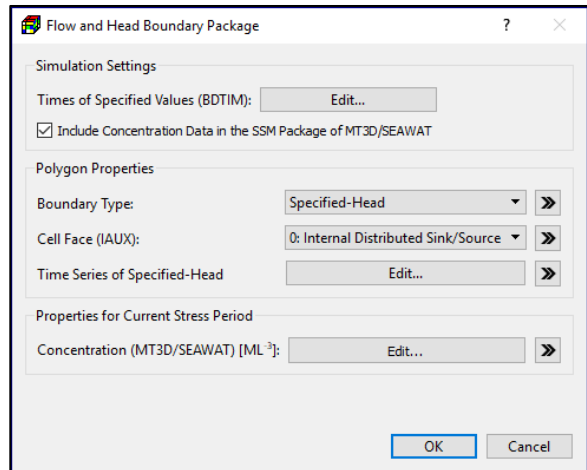 Flow and Head Boundary Package ?
Simulation Settings
Times of Specified Values (BDTIM): Edit...
Include Concentration Data in the SSM Package of MT3D/SEAWAT
Polygon Properties
Boundary Type: Specified-Head
Cell Face (IAUX): 0: Internal Distributed Sink/Source
Time Series of Specified-Head Edit...
Properties for Current Stress Period
Concentration (MT3D/SEAWAT) [ML⁻³]: Edit...
OK Cancel